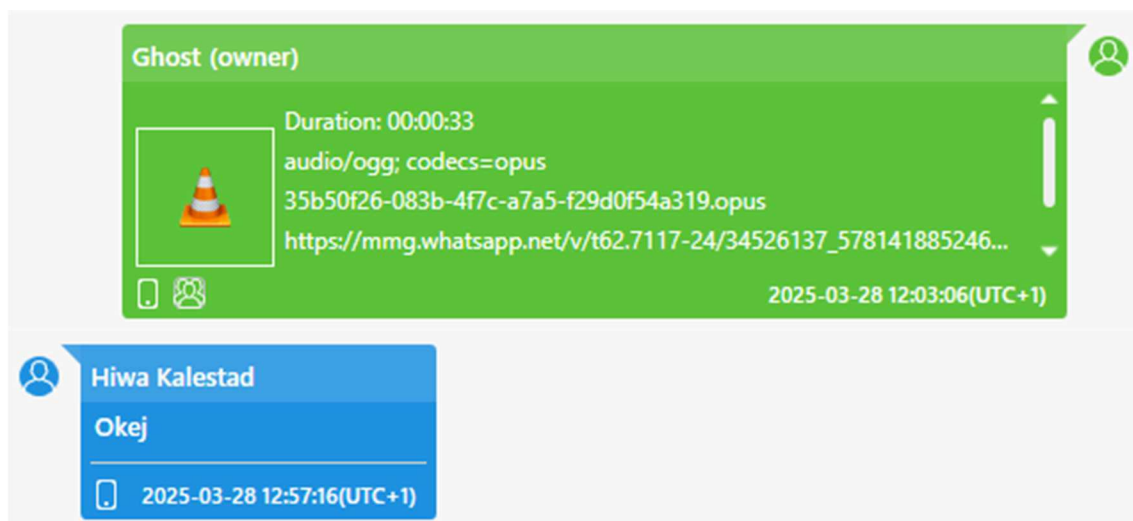 Ghost (owner)
Duration: 00:00:33
audio/ogg; codecs=opus
35b50f26-083b-4f7c-a7a5-f29d0f54a319.opus
https://mmg.whatsapp.net/v/t62.7117-24/34526137_578141885246...
2025-03-28 12:03:06(UTC+1)
Hiwa Kalestad
Okej
2025-03-28 12:57:16(UTC+1)